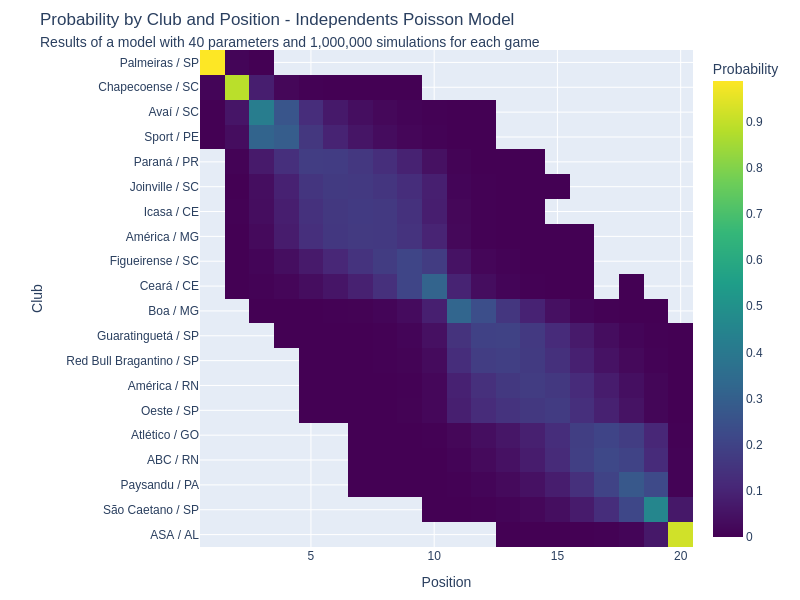 Probability by Club and Position - Independents Poisson Model
Results of a model with 40 parameters and 1,000,000 simulations for each game
Probability
Palmeiras / SP
Chapecoense / SC
Avaí / SC
Sport / PE
Paraná / PR
Joinville / SC
Icasa / CE
América / MG
Figueirense / SC
Ceará / CE
Boa / MG
Guaratinguetá / SP
Red Bull Bragantino / SP
América / RN
Oeste / SP
Atlético / GO
ABC / RN
Paysandu / PA
São Caetano / SP
ASA / AL
Club
5
10
15
20
Position
0.9
0.8
0.7
0.6
0.5
0.4
0.3
0.2
0.1
0